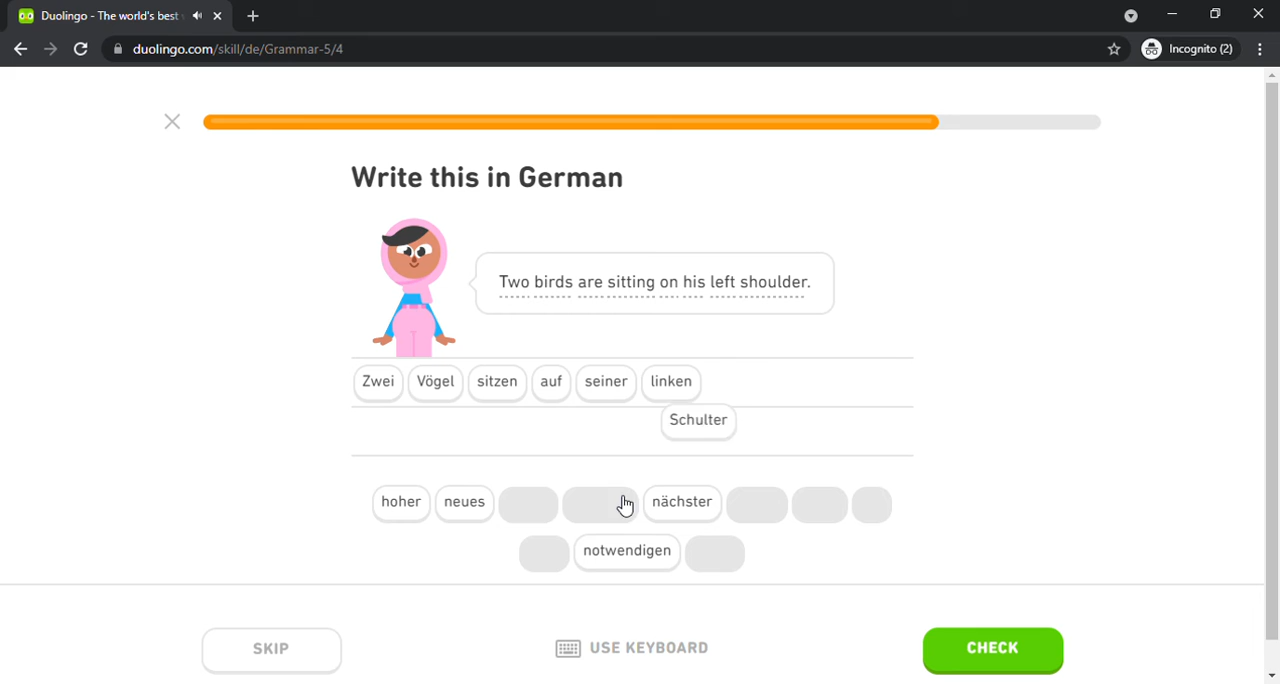 Duolingo - The world's best
duolingo.com/skill/de/Grammar-5/4
Incognito (2)
Write this in German
Two birds are sitting on his left shoulder.
Zwei Vögel sitzen auf seiner linken
Schulter
hoher neues nächster
notwendigen
SKIP
USE KEYBOARD
CHECK